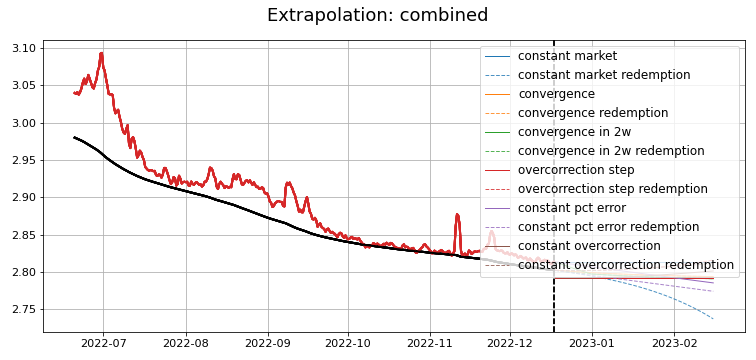 Extrapolation: combined
3.10
3.05
3.00
2.95
2.90
2.85
2.80
2.75
constant market
constant market redemption
convergence
convergence redemption
convergence in 2w
convergence in 2w redemption
overcorrection step
overcorrection step redemption
constant pct error
constant pct error redemption
constant overcorrection
constant overcorrection redemption
2022-07 2022-08 2022-09 2022-10 2022-11 2022-12 2023-01 2023-02